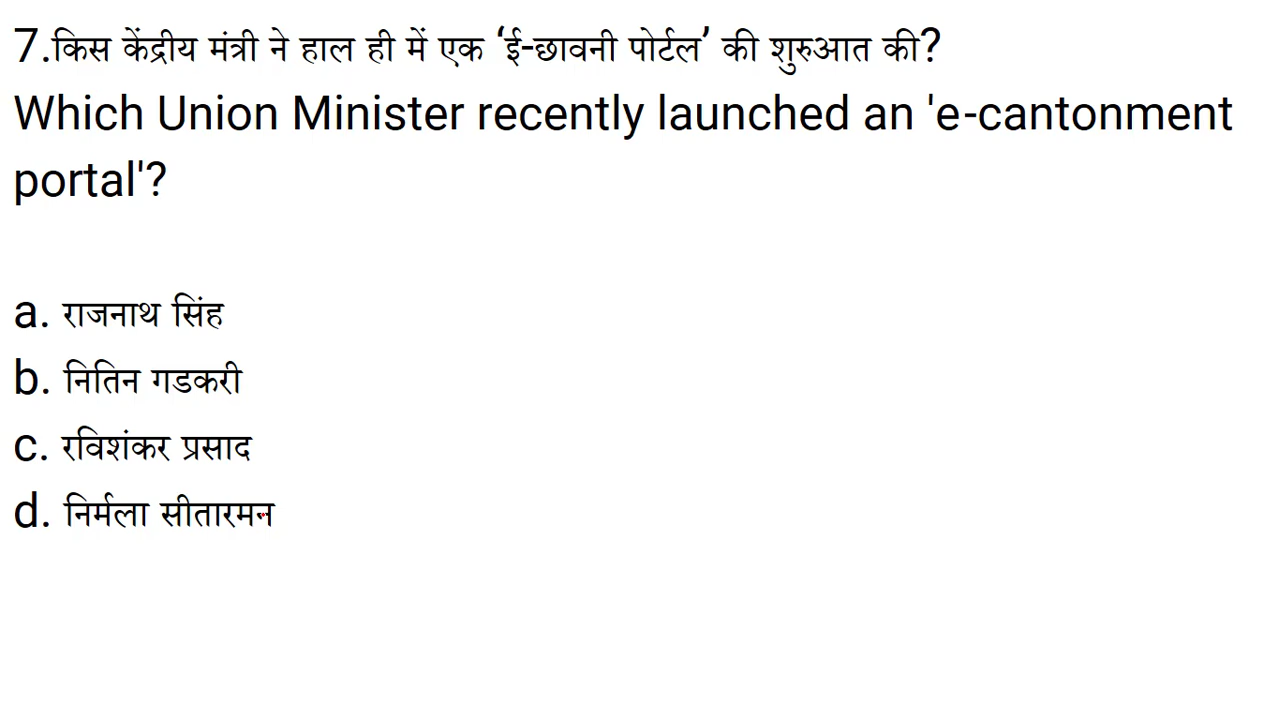 7.किस केंद्रीय मंत्री ने हाल ही में एक ‘ई-छावनी पोर्टल’ की शुरुआत की?
Which Union Minister recently launched an 'e-cantonment
portal'?
a. राजनाथ सिंह
b. नितिन गडकरी
c. रविशंकर प्रसाद
d. निर्मला सीतारमन